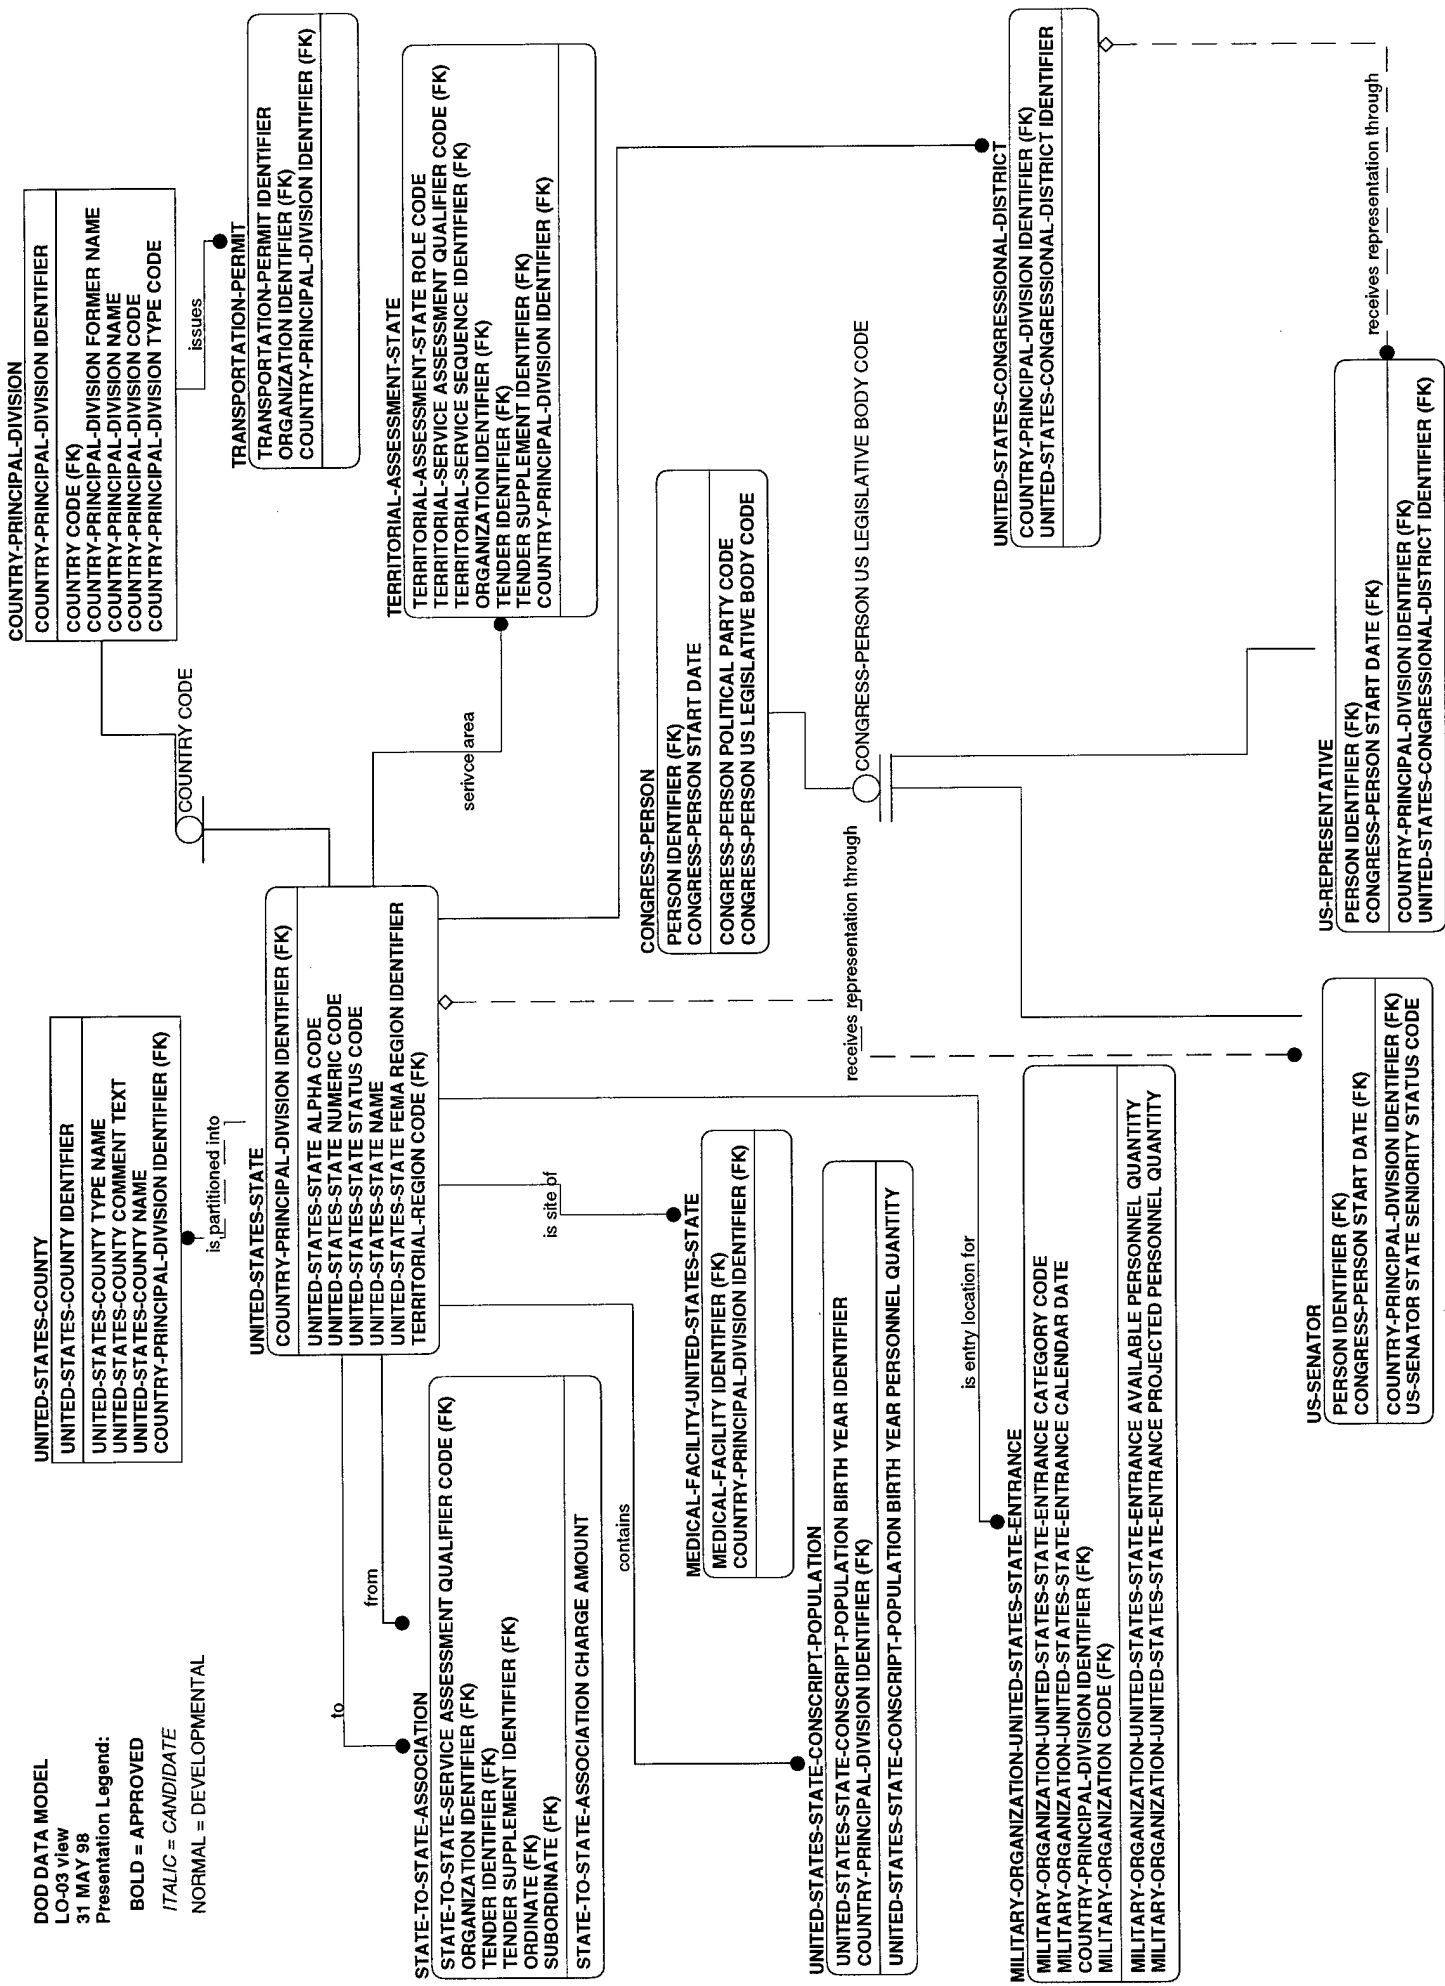 DOD DATA MODEL
LO-03 view
31 MAY 98
Presentation Legend:
BOLD = APPROVED
ITALIC = CANDIDATE
NORMAL = DEVELOPMENTAL
UNITED-STATES-COUNTY
UNITED-STATES-COUNTY IDENTIFIER
UNITED-STATES-COUNTY TYPE NAME
UNITED-STATES-COUNTY COMMENT TEXT
UNITED-STATES-COUNTY NAME
COUNTRY-PRINCIPAL-DIVISION IDENTIFIER (FK)
is partitioned into
COUNTRY-PRINCIPAL-DIVISION
COUNTRY-PRINCIPAL-DIVISION IDENTIFIER
COUNTRY CODE (FK)
COUNTRY-PRINCIPAL-DIVISION FORMER NAME
COUNTRY-PRINCIPAL-DIVISION NAME
COUNTRY-PRINCIPAL-DIVISION CODE
COUNTRY-PRINCIPAL-DIVISION TYPE CODE
COUNTRY CODE
issues
TRANSPORTATION-PERMIT
TRANSPORTATION-PERMIT IDENTIFIER
ORGANIZATION IDENTIFIER (FK)
COUNTRY-PRINCIPAL-DIVISION IDENTIFIER (FK)
UNITED-STATES-STATE
COUNTRY-PRINCIPAL-DIVISION IDENTIFIER (FK)
UNITED-STATES-STATE ALPHA CODE
UNITED-STATES-STATE NUMERIC CODE
UNITED-STATES-STATE STATUS CODE
UNITED-STATES-STATE NAME
UNITED-STATES-STATE FEMA REGION IDENTIFIER
TERRITORIAL-REGION CODE (FK)
serivce area
TERRITORIAL-ASSESSMENT-STATE
TERRITORIAL-ASSESSMENT-STATE ROLE CODE
TERRITORIAL-SERVICE ASSESSMENT QUALIFIER CODE (FK)
TERRITORIAL-SERVICE SEQUENCE IDENTIFIER (FK)
ORGANIZATION IDENTIFIER (FK)
TENDER IDENTIFIER (FK)
TENDER SUPPLEMENT IDENTIFIER (FK)
COUNTRY-PRINCIPAL-DIVISION IDENTIFIER (FK)
to
from
STATE-TO-STATE-ASSOCIATION
STATE-TO-STATE-SERVICE ASSESSMENT QUALIFIER CODE (FK)
ORGANIZATION IDENTIFIER (FK)
TENDER IDENTIFIER (FK)
TENDER SUPPLEMENT IDENTIFIER (FK)
ORDINATE (FK)
SUBORDINATE (FK)
STATE-TO-STATE-ASSOCIATION CHARGE AMOUNT
contains
is site of
MEDICAL-FACILITY-UNITED-STATES-STATE
MEDICAL-FACILITY IDENTIFIER (FK)
COUNTRY-PRINCIPAL-DIVISION IDENTIFIER (FK)
CONGRESS-PERSON
PERSON IDENTIFIER (FK)
CONGRESS-PERSON START DATE
CONGRESS-PERSON POLITICAL PARTY CODE
CONGRESS-PERSON US LEGISLATIVE BODY CODE
UNITED-STATES-STATE-CONSCRIPT-POPULATION
UNITED-STATES-STATE-CONSCRIPT-POPULATION BIRTH YEAR IDENTIFIER
COUNTRY-PRINCIPAL-DIVISION IDENTIFIER (FK)
UNITED-STATES-STATE-CONSCRIPT-POPULATION BIRTH YEAR PERSONNEL QUANTITY
receives representation through
CONGRESS-PERSON US LEGISLATIVE BODY CODE
is entry location for
MILITARY-ORGANIZATION-UNITED-STATES-STATE-ENTRANCE
MILITARY-ORGANIZATION-UNITED-STATES-STATE-ENTRANCE CATEGORY CODE
MILITARY-ORGANIZATION-UNITED-STATES-STATE-ENTRANCE CALENDAR DATE
COUNTRY-PRINCIPAL-DIVISION IDENTIFIER (FK)
MILITARY-ORGANIZATION CODE (FK)
MILITARY-ORGANIZATION-UNITED-STATES-STATE-ENTRANCE AVAILABLE PERSONNEL QUANTITY
MILITARY-ORGANIZATION-UNITED-STATES-STATE-ENTRANCE PROJECTED PERSONNEL QUANTITY
UNITED-STATES-CONGRESSIONAL-DISTRICT
COUNTRY-PRINCIPAL-DIVISION IDENTIFIER (FK)
UNITED-STATES-CONGRESSIONAL-DISTRICT IDENTIFIER
receives representation through
US-SENATOR
PERSON IDENTIFIER (FK)
CONGRESS-PERSON START DATE (FK)
COUNTRY-PRINCIPAL-DIVISION IDENTIFIER (FK)
US-SENATOR STATE SENIORITY STATUS CODE
US-REPRESENTATIVE
PERSON IDENTIFIER (FK)
CONGRESS-PERSON START DATE (FK)
COUNTRY-PRINCIPAL-DIVISION IDENTIFIER (FK)
UNITED-STATES-CONGRESSIONAL-DISTRICT IDENTIFIER (FK)